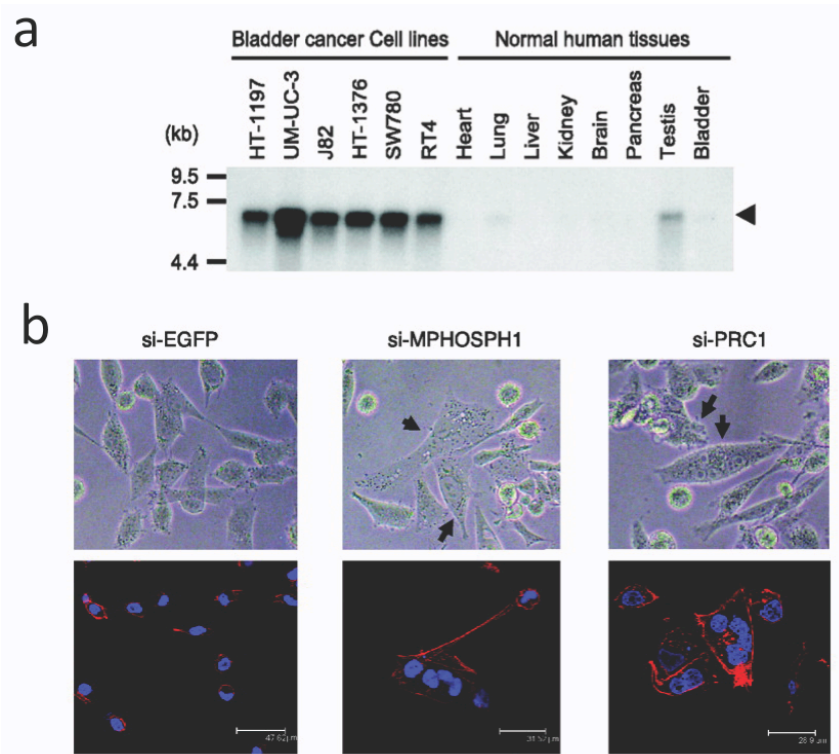 a
Bladder cancer Cell lines Normal human tissues
(kb) HT-1197 UM-UC-3 J82 HT-1376 SW780 RT4 Heart Lung Liver Kidney Brain Pancreas Testis Bladder
9.5
7.5
4.4
b
si-EGFP si-MPHOSPH1 si-PRC1